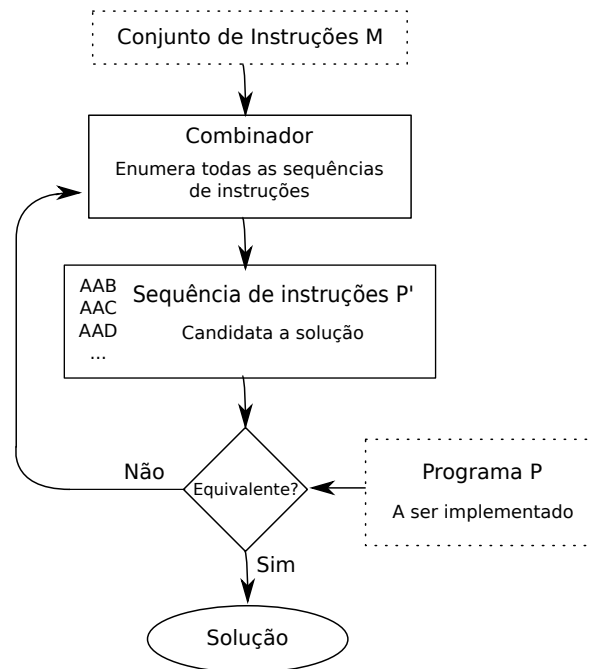 Conjunto de Instruções M
Combinador
Enumera todas as sequências
de instruções
AAB
AAC
AAD
...
Sequência de instruções P'
Candidata a solução
Não
Equivalente?
Programa P
A ser implementado
Sim
Solução